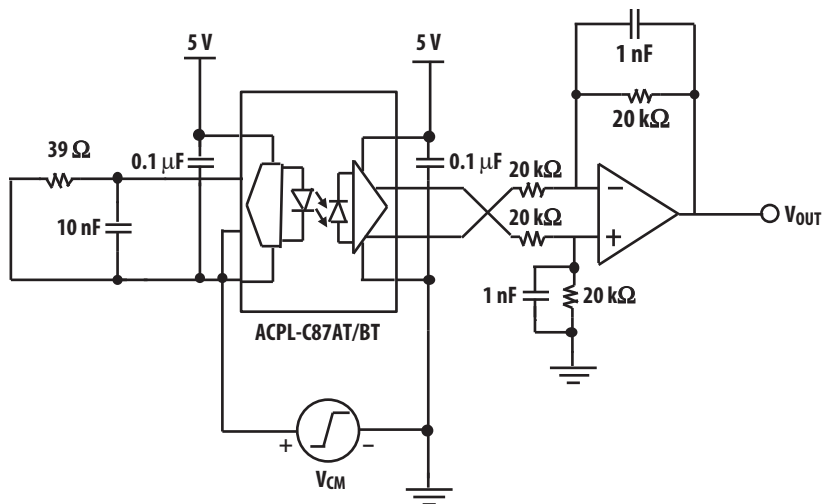 5 V
5 V
1 nF
20 kΩ
39 Ω
0.1 μF
0.1 μF
20 kΩ
20 kΩ
10 nF
−
+
VOUT
1 nF
20 kΩ
ACPL-C87AT/BT
+
−
VCM